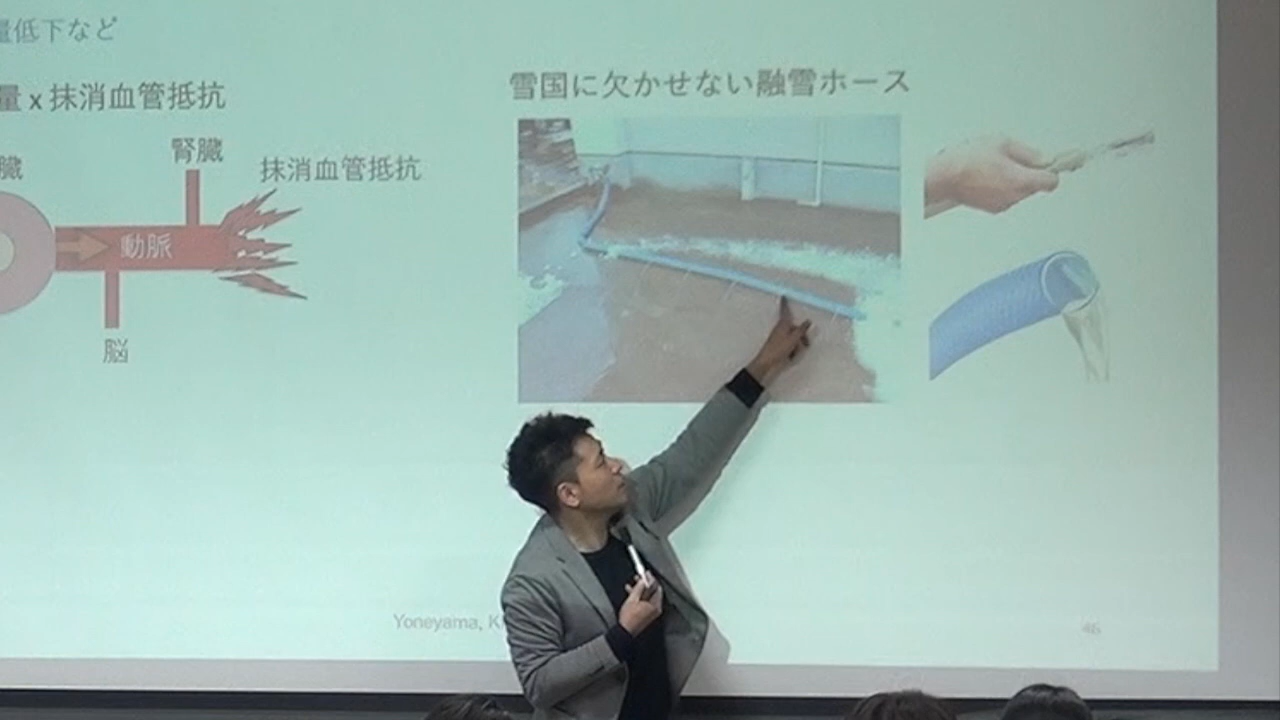 量低下など
量 x 抹消血管抵抗
臓
腎臓
抹消血管抵抗
動脈
脳
雪国に欠かせない融雪ホース
Yoneyama, K
46